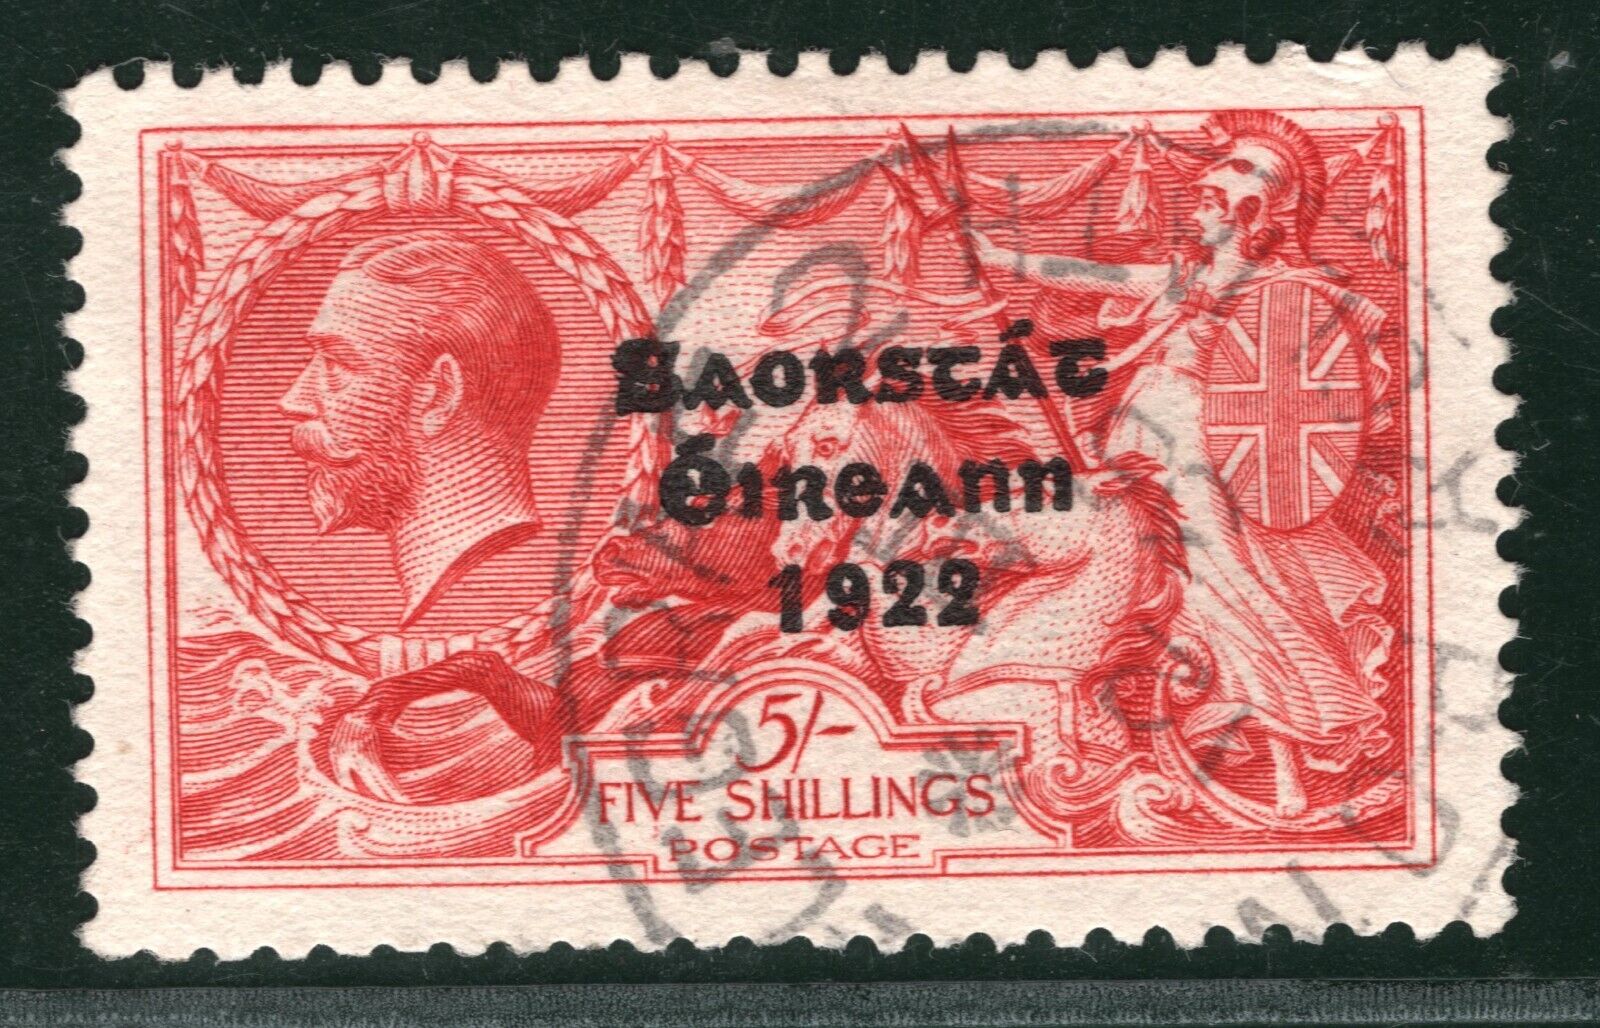 Saorstát
Éireann
1922
5/-
FIVE SHILLINGS
POSTAGE